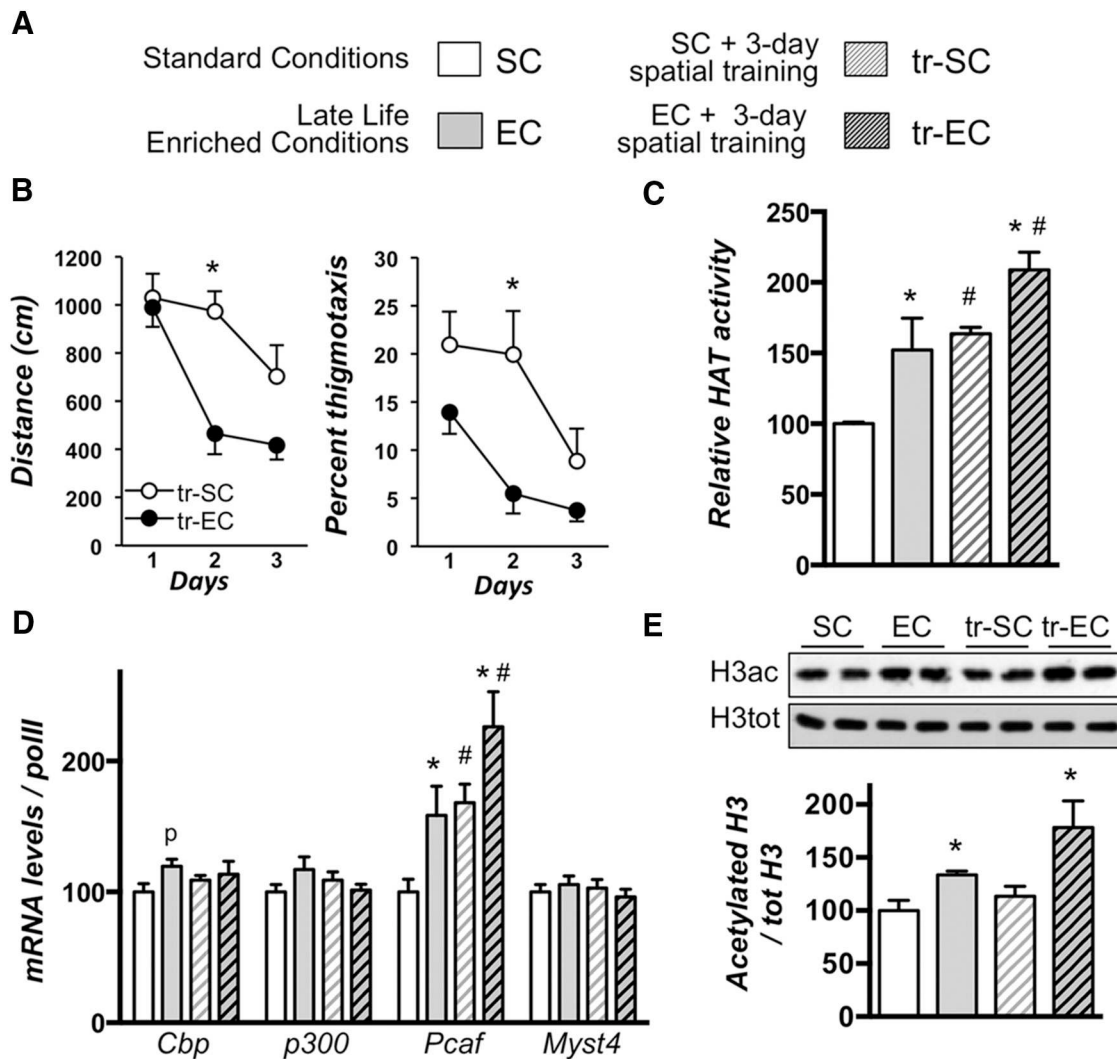 A
Standard Conditions SC
Late Life
Enriched Conditions EC
SC + 3-day
spatial training tr-SC
EC + 3-day
spatial training tr-EC
B
Distance (cm)
1200
1000
800
600
400
200
0
1 2 3
Days
*
tr-SC
tr-EC
Percent thigmotaxis
30
25
20
15
10
5
0
1 2 3
Days
*
C
Relative HAT activity
250
200
150
100
50
0
*
#
* #
D
mRNA levels / polII
200
100
0
p
*
#
* #
Cbp p300 Pcaf Myst4
E
SC EC tr-SC tr-EC
H3ac
H3tot
Acetylated H3
/ tot H3
200
150
100
50
0
*
*